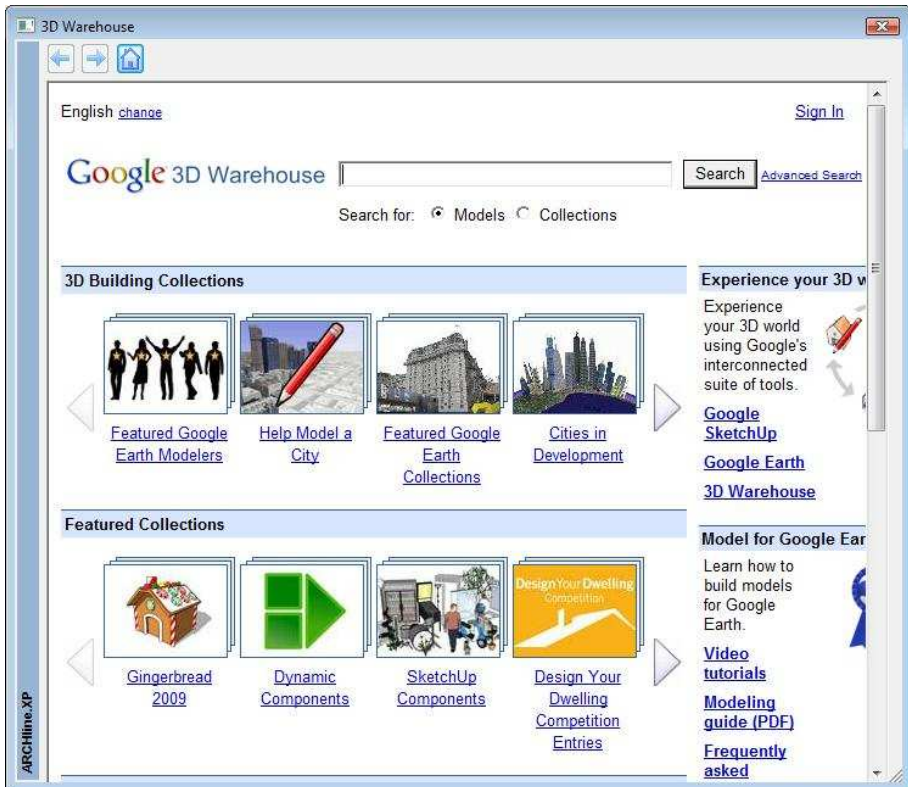 3D Warehouse
English change
Sign In
Google 3D Warehouse
Search
Advanced Search
Search for: Models Collections
3D Building Collections
Featured Google
Earth Modelers
Help Model a
City
Featured Google
Earth
Collections
Cities in
Development
Featured Collections
Gingerbread
2009
Dynamic
Components
SketchUp
Components
Design Your Dwelling
Competition
Design Your
Dwelling
Competition
Entries
Experience your 3D w
Experience
your 3D world
using Google's
interconnected
suite of tools.
Google
SketchUp
Google Earth
3D Warehouse
Model for Google Ear
Learn how to
build models
for Google
Earth.
Video
tutorials
Modeling
guide (PDF)
Frequently
asked
ARCHline.XP